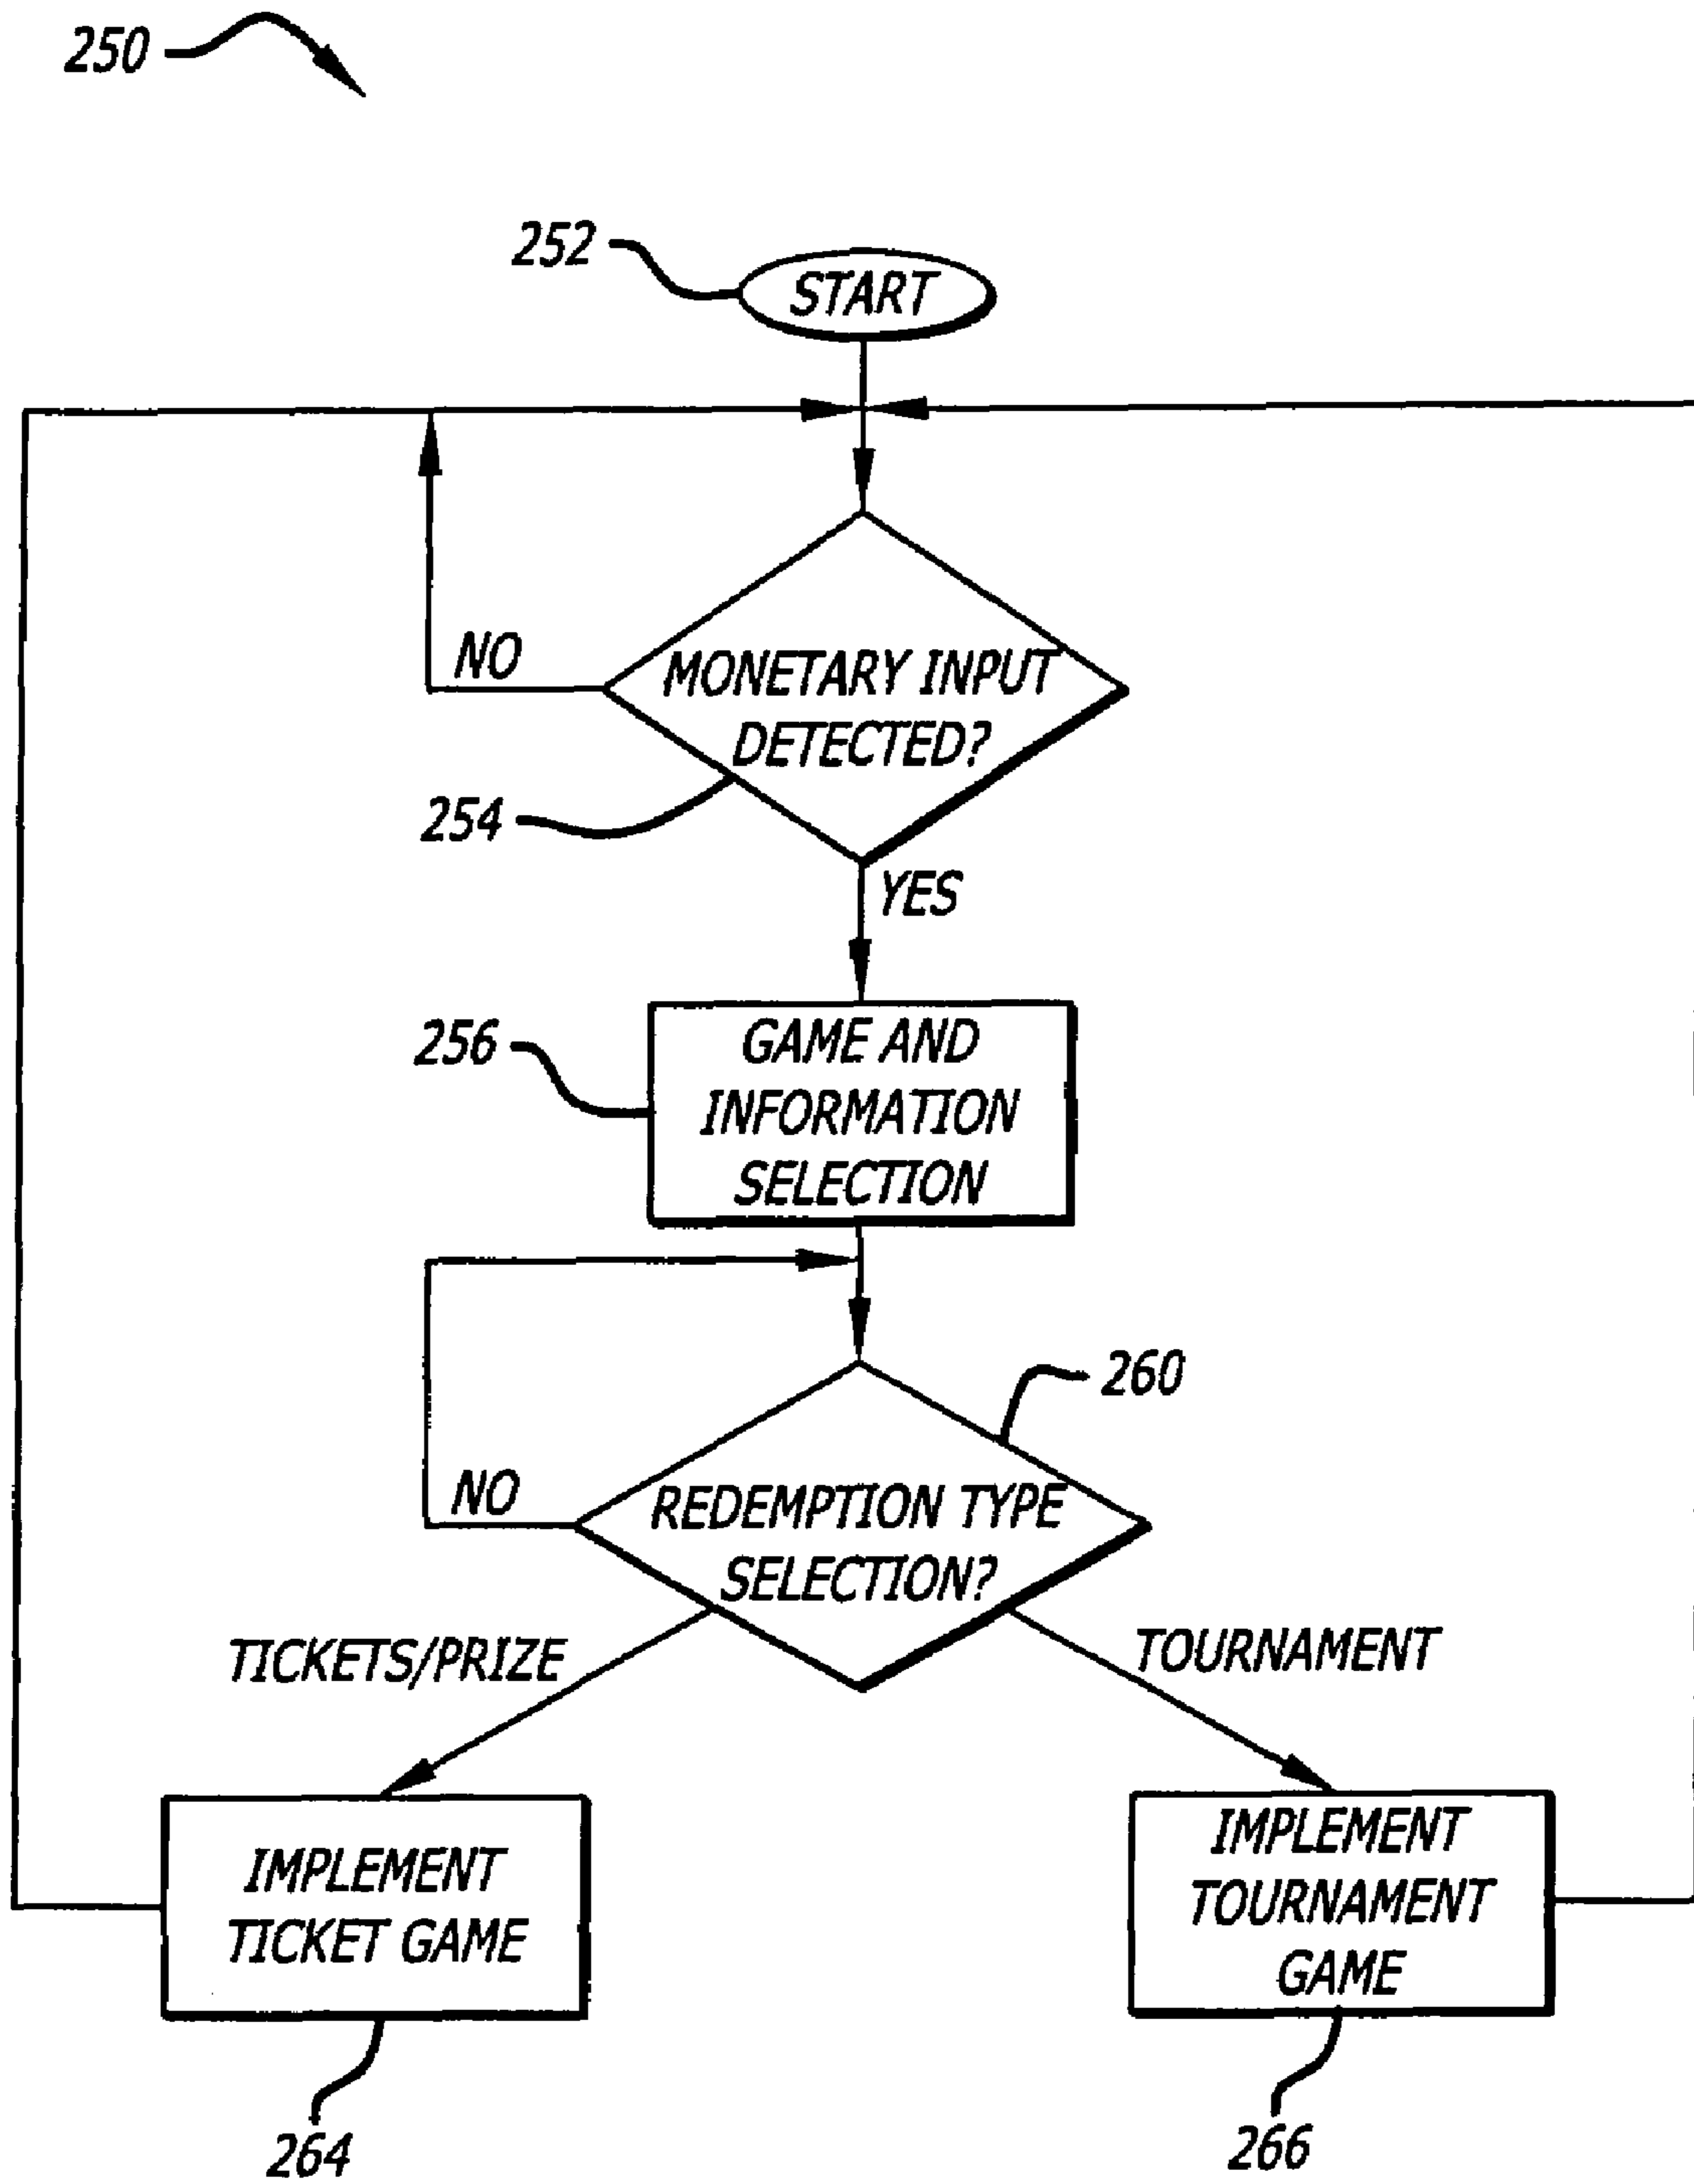 250
252
START
NO
MONETARY INPUT
DETECTED?
254
YES
256
GAME AND
INFORMATION
SELECTION
260
NO
REDEMPTION TYPE
SELECTION?
TICKETS/PRIZE
TOURNAMENT
IMPLEMENT
TICKET GAME
IMPLEMENT
TOURNAMENT
GAME
264
266